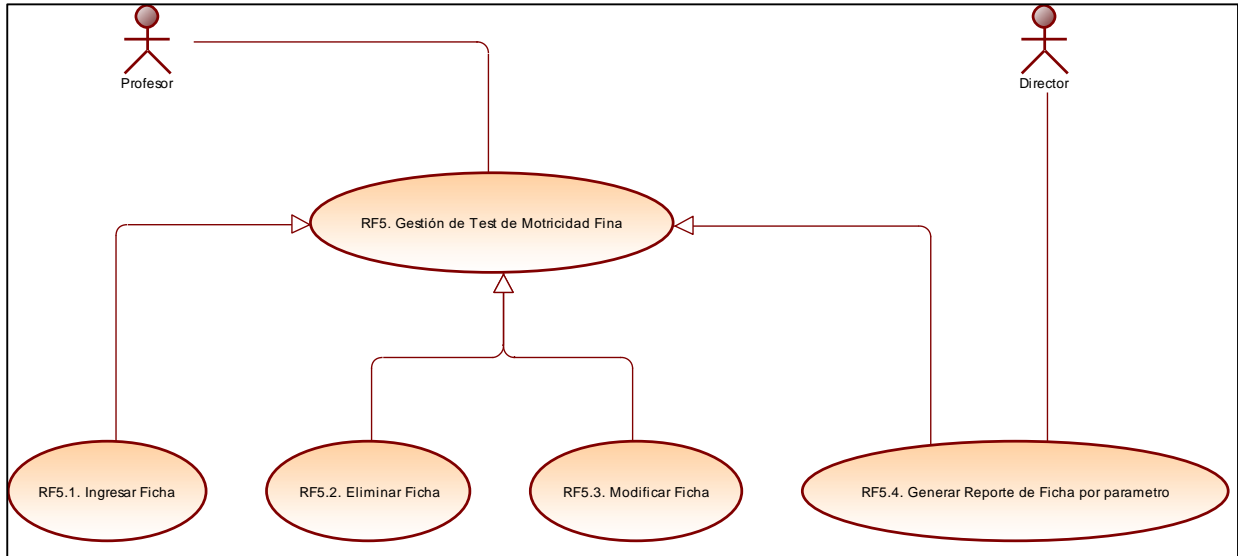 Profesor
Director
RF5. Gestión de Test de Motricidad Fina
RF5.1. Ingresar Ficha
RF5.2. Eliminar Ficha
RF5.3. Modificar Ficha
RF5.4. Generar Reporte de Ficha por parametro